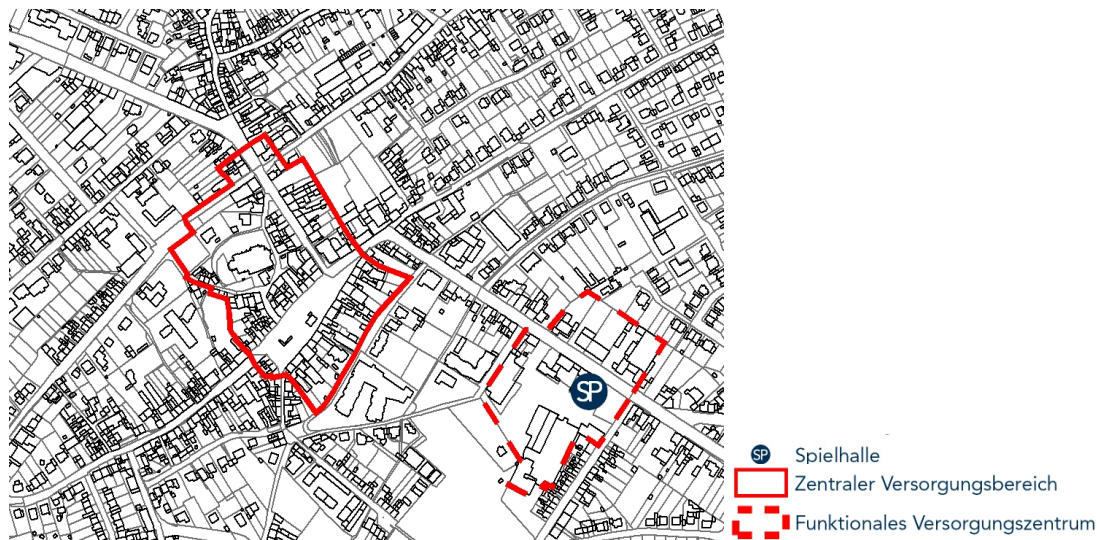 SP
SP Spielhalle
Zentraler Versorgungsbereich
Funktionales Versorgungszentrum